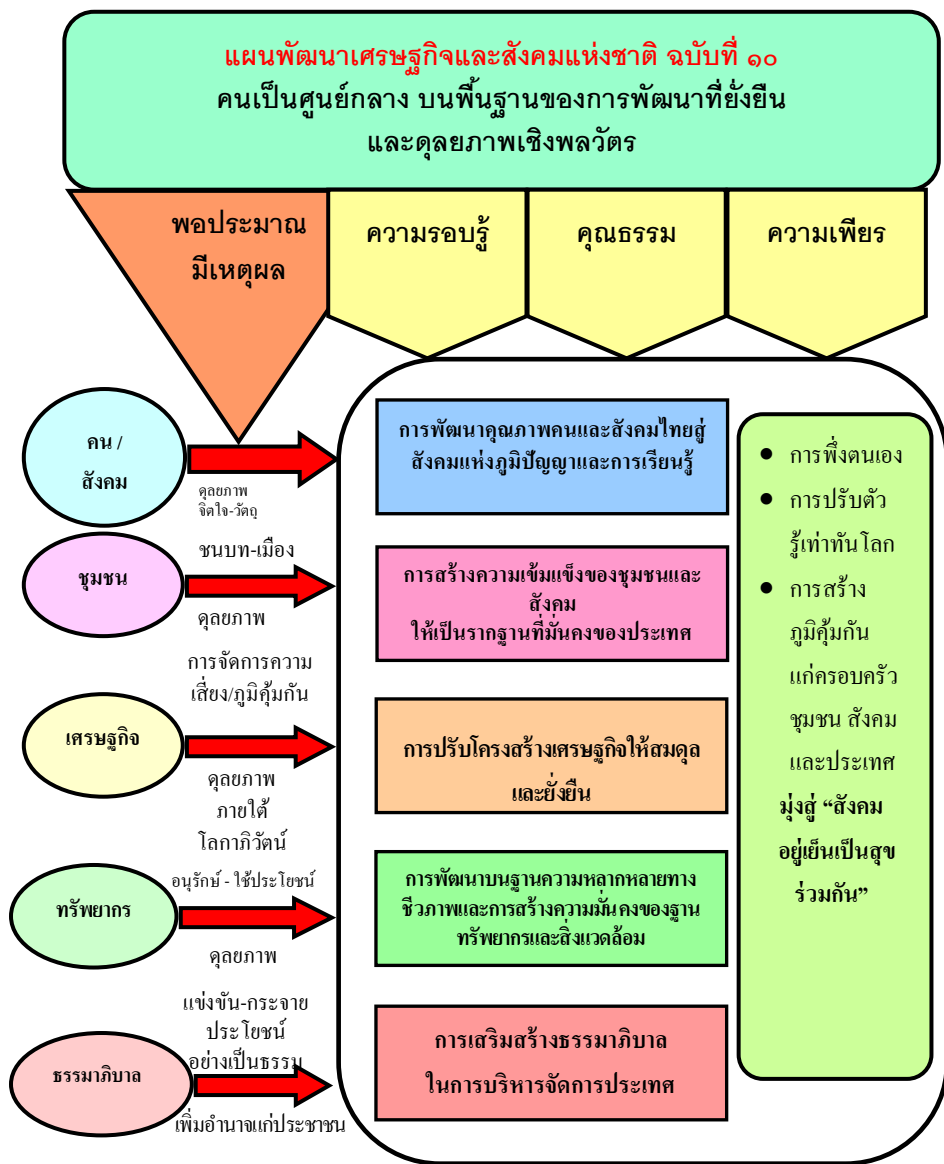 แผนพัฒนาเศรษฐกิจและสังคมแห่งชาติ ฉบับที่ ๑๐
คนเป็นศูนย์กลาง บนพื้นฐานของการพัฒนาที่ยั่งยืน
และดุลยภาพเชิงพลวัตร
พอประมาณ
มีเหตุผล
ความรอบรู้
คุณธรรม
ความเพียร
คน /
สังคม
ดุลยภาพ
จิตใจ-วัตถุ
การพัฒนาคุณภาพคนและสังคมไทยสู่
สังคมแห่งภูมิปัญญาและการเรียนรู้
ชนบท-เมือง
ชุมชน
ดุลยภาพ
การสร้างความเข้มแข็งของชุมชนและ
สังคม
ให้เป็นรากฐานที่มั่นคงของประเทศ
การจัดการความ
เสี่ยง/ภูมิคุ้มกัน
เศรษฐกิจ
ดุลยภาพ
ภายใต้
โลกาภิวัตน์
การปรับโครงสร้างเศรษฐกิจให้สมดุล
และยั่งยืน
อนุรักษ์ - ใช้ประโยชน์
ทรัพยากร
ดุลยภาพ
การพัฒนาบนฐานความหลากหลายทาง
ชีวภาพและการสร้างความมั่นคงของฐาน
ทรัพยากรและสิ่งแวดล้อม
แข่งขัน-กระจาย
ประโยชน์
อย่างเป็นธรรม
ธรรมาภิบาล
เพิ่มอำนาจแก่ประชาชน
การเสริมสร้างธรรมาภิบาล
ในการบริหารจัดการประเทศ
• การพึ่งตนเอง
• การปรับตัว
รู้เท่าทันโลก
• การสร้าง
ภูมิคุ้มกัน
แก่ครอบครัว
ชุมชน สังคม
และประเทศ
มุ่งสู่ “สังคม
อยู่เย็นเป็นสุข
ร่วมกัน”